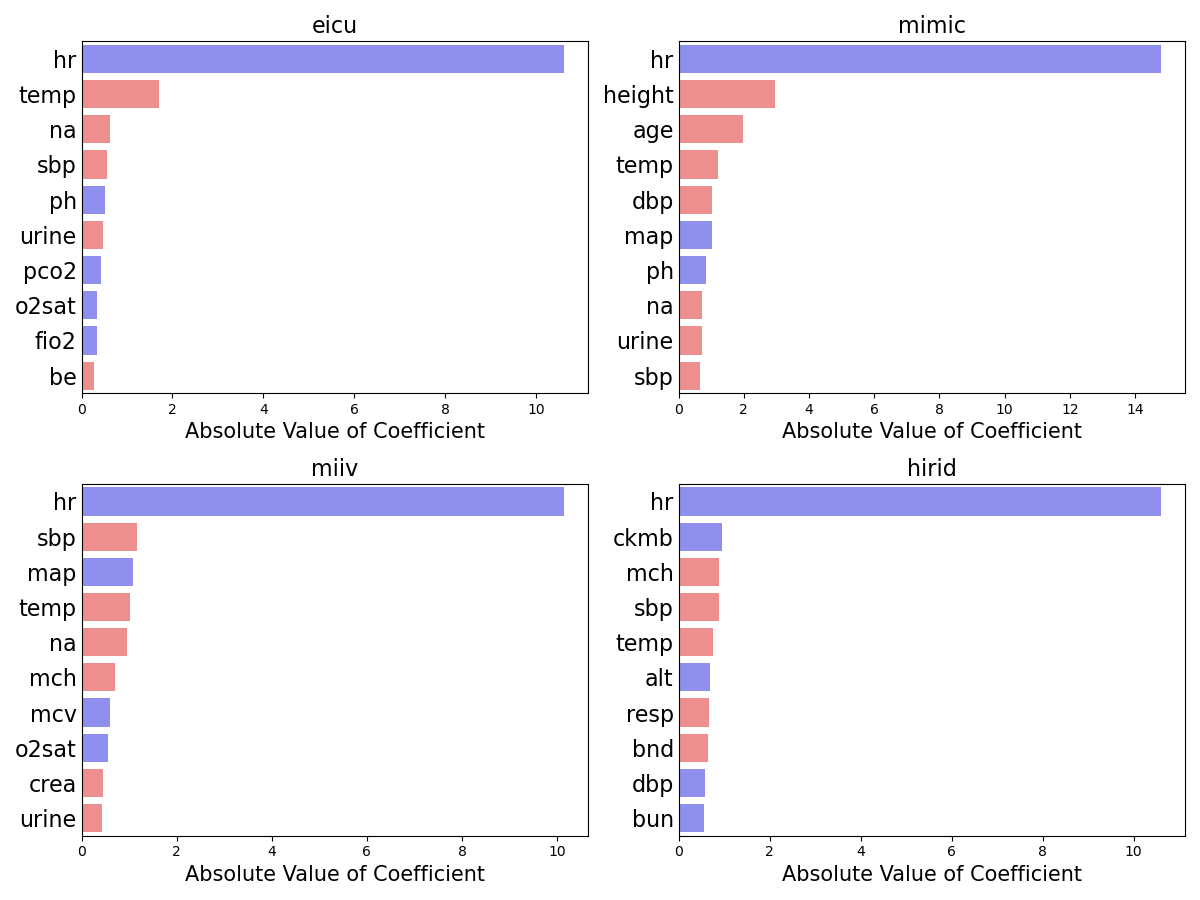 eicu
hr
temp
na
sbp
ph
urine
pco2
o2sat
fio2
be
0 2 4 6 8 10
Absolute Value of Coefficient
mimic
hr
height
age
temp
dbp
map
ph
na
urine
sbp
0 2 4 6 8 10 12 14
Absolute Value of Coefficient
miiv
hr
sbp
map
temp
na
mch
mcv
o2sat
crea
urine
0 2 4 6 8 10
Absolute Value of Coefficient
hirid
hr
ckmb
mch
sbp
temp
alt
resp
bnd
dbp
bun
0 2 4 6 8 10
Absolute Value of Coefficient